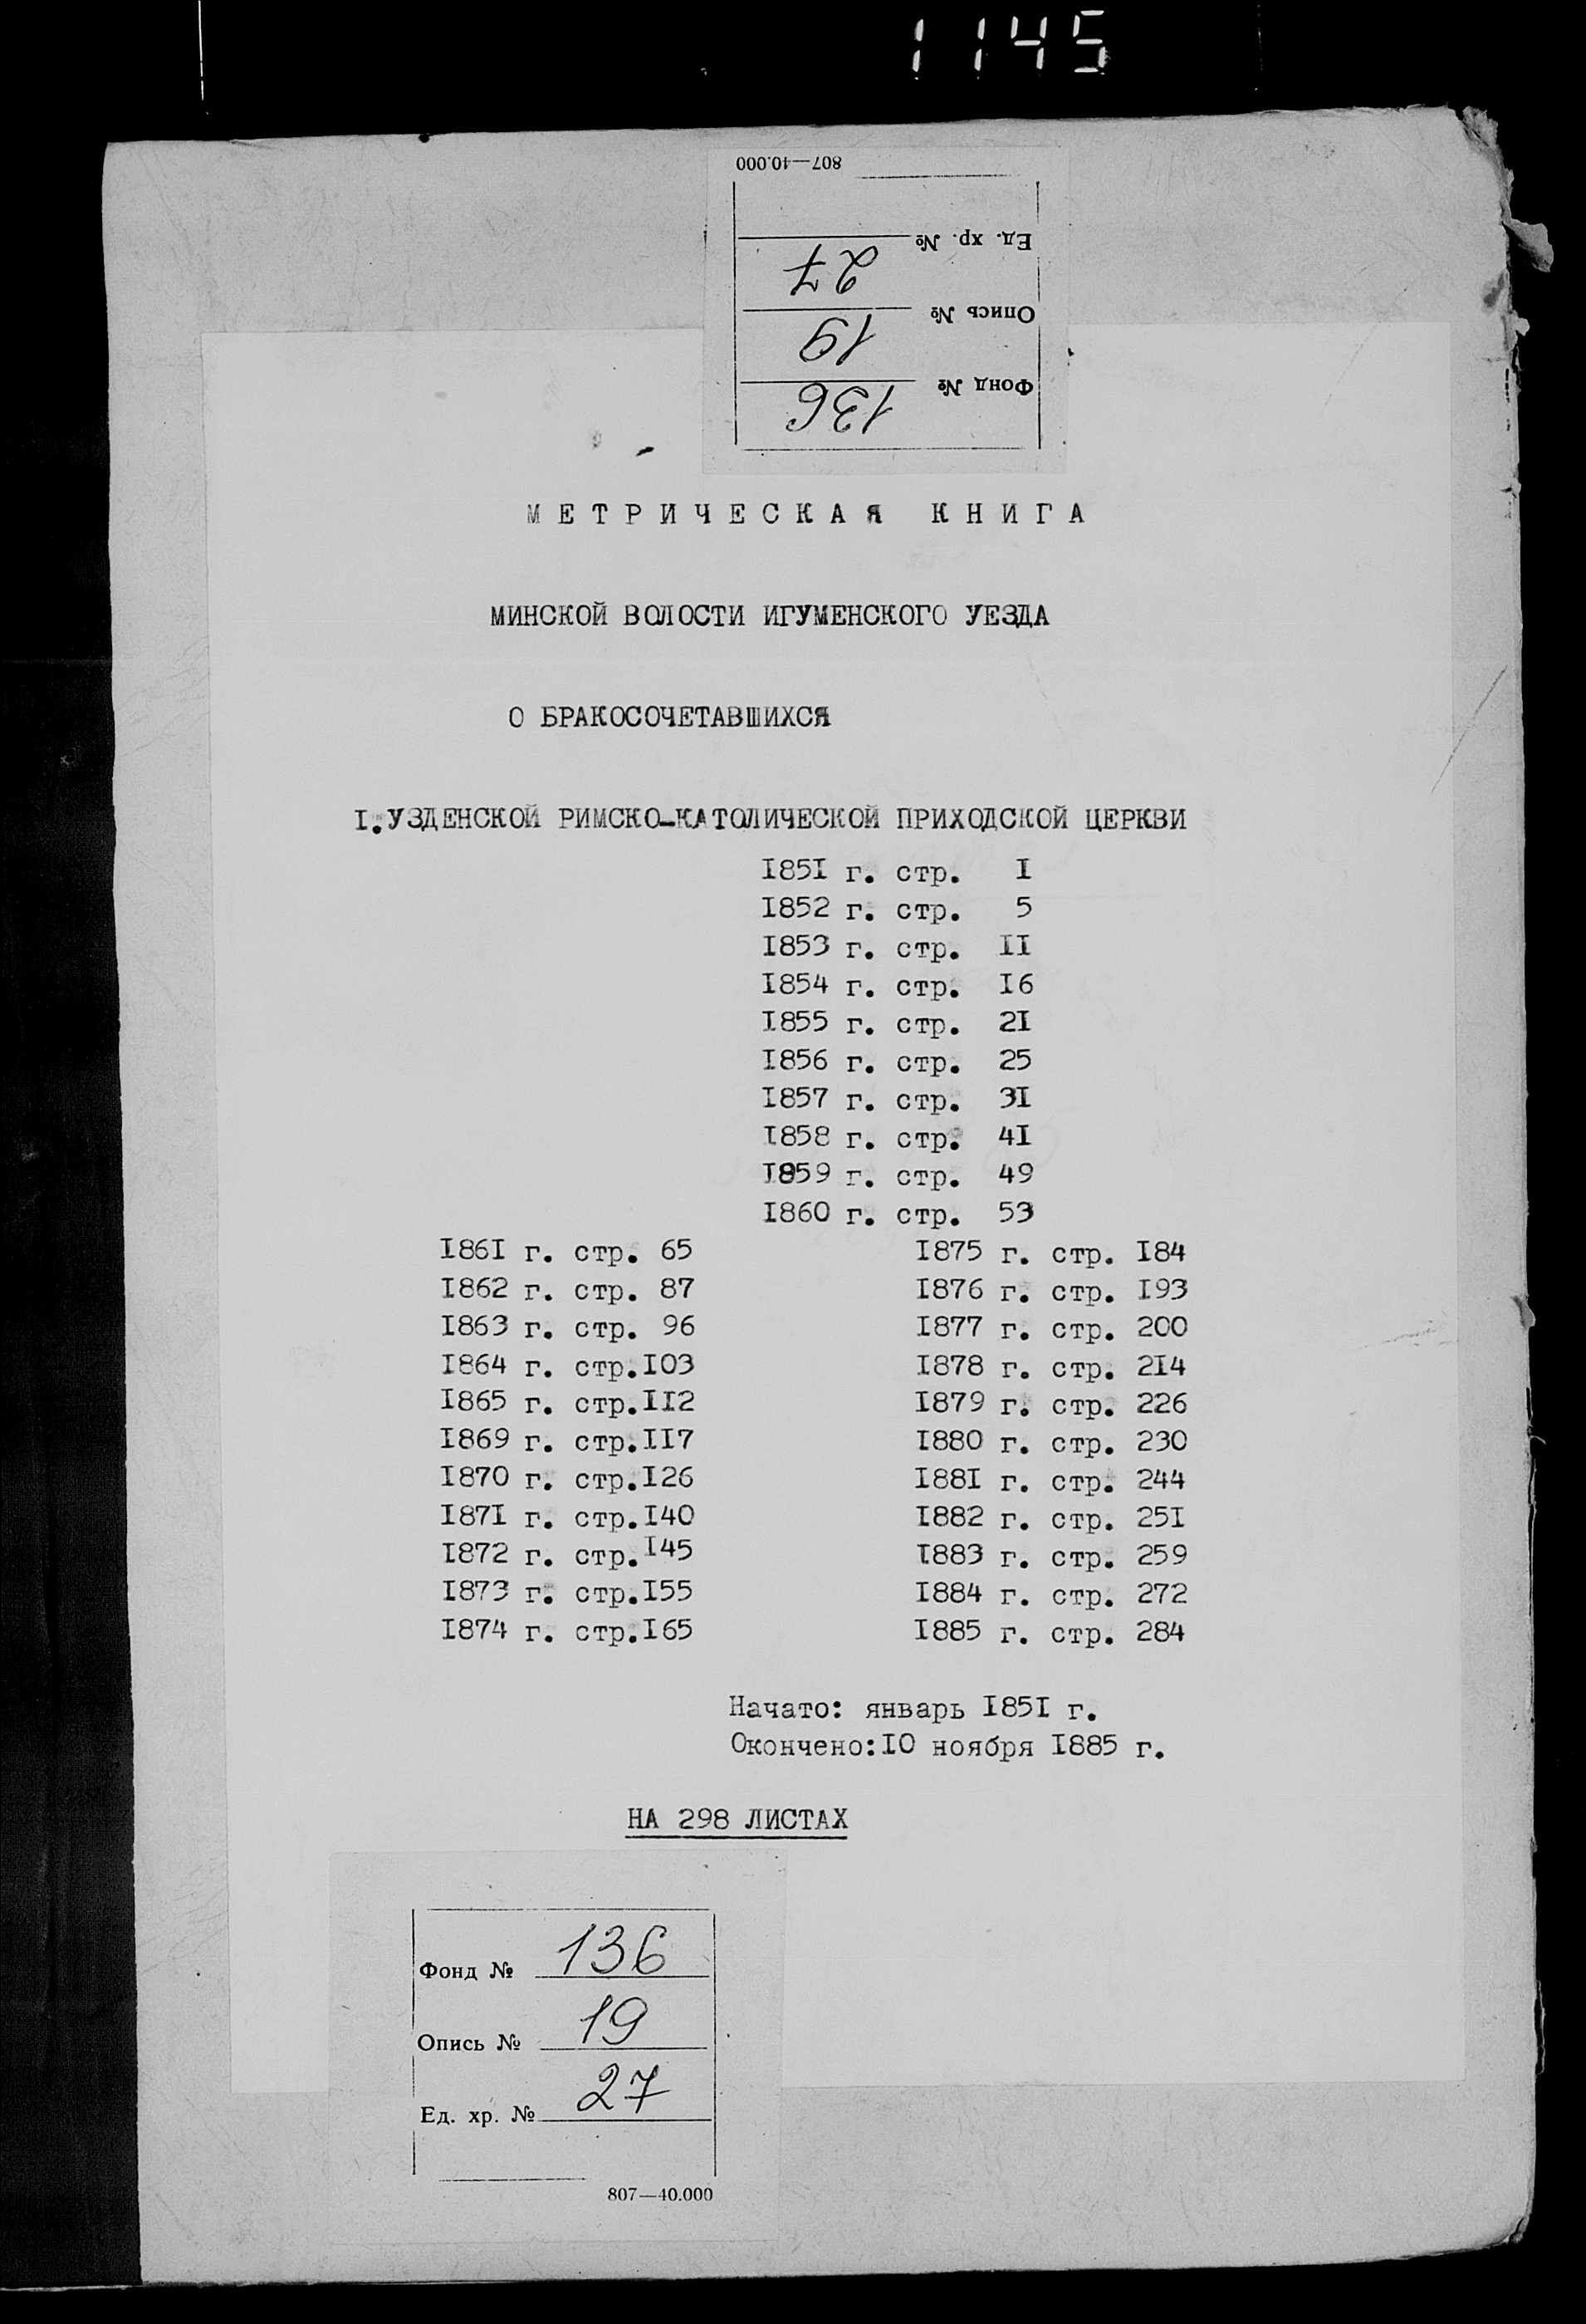 1145
807—40.000
Ед. хр. № 27
Опись № 19
Фонд № 136
МЕТРИЧЕСКАЯ КНИГА
МИНСКОЙ ВОЛОСТИ ИГУМЕНСКОГО УЕЗДА
О БРАКОСОЧЕТАВШИХСЯ
I. УЗДЕНСКОЙ РИМСКО-КАТОЛИЧЕСКОЙ ПРИХОДСКОЙ ЦЕРКВИ
I85I г. стр. I
I852 г. стр. 5
I853 г. стр. II
I854 г. стр. I6
I855 г. стр. 2I
I856 г. стр. 25
I857 г. стр. 3I
I858 г. стр. 4I
I859 г. стр. 49
I860 г. стр. 53
I86I г. стр. 65
I862 г. стр. 87
I863 г. стр. 96
I864 г. стр.I03
I865 г. стр.II2
I869 г. стр.II7
I870 г. стр.I26
I87I г. стр.I40
I872 г. стр.I45
I873 г. стр.I55
I874 г. стр.I65
I875 г. стр. I84
I876 г. стр. I93
I877 г. стр. 200
I878 г. стр. 2I4
I879 г. стр. 226
I880 г. стр. 230
I88I г. стр. 244
I882 г. стр. 25I
I883 г. стр. 259
I884 г. стр. 272
I885 г. стр. 284
Начато: январь I85I г.
Окончено:I0 ноября I885 г.
НА 298 ЛИСТАХ
Фонд № 136
Опись № 19
Ед. хр. № 27
807—40.000